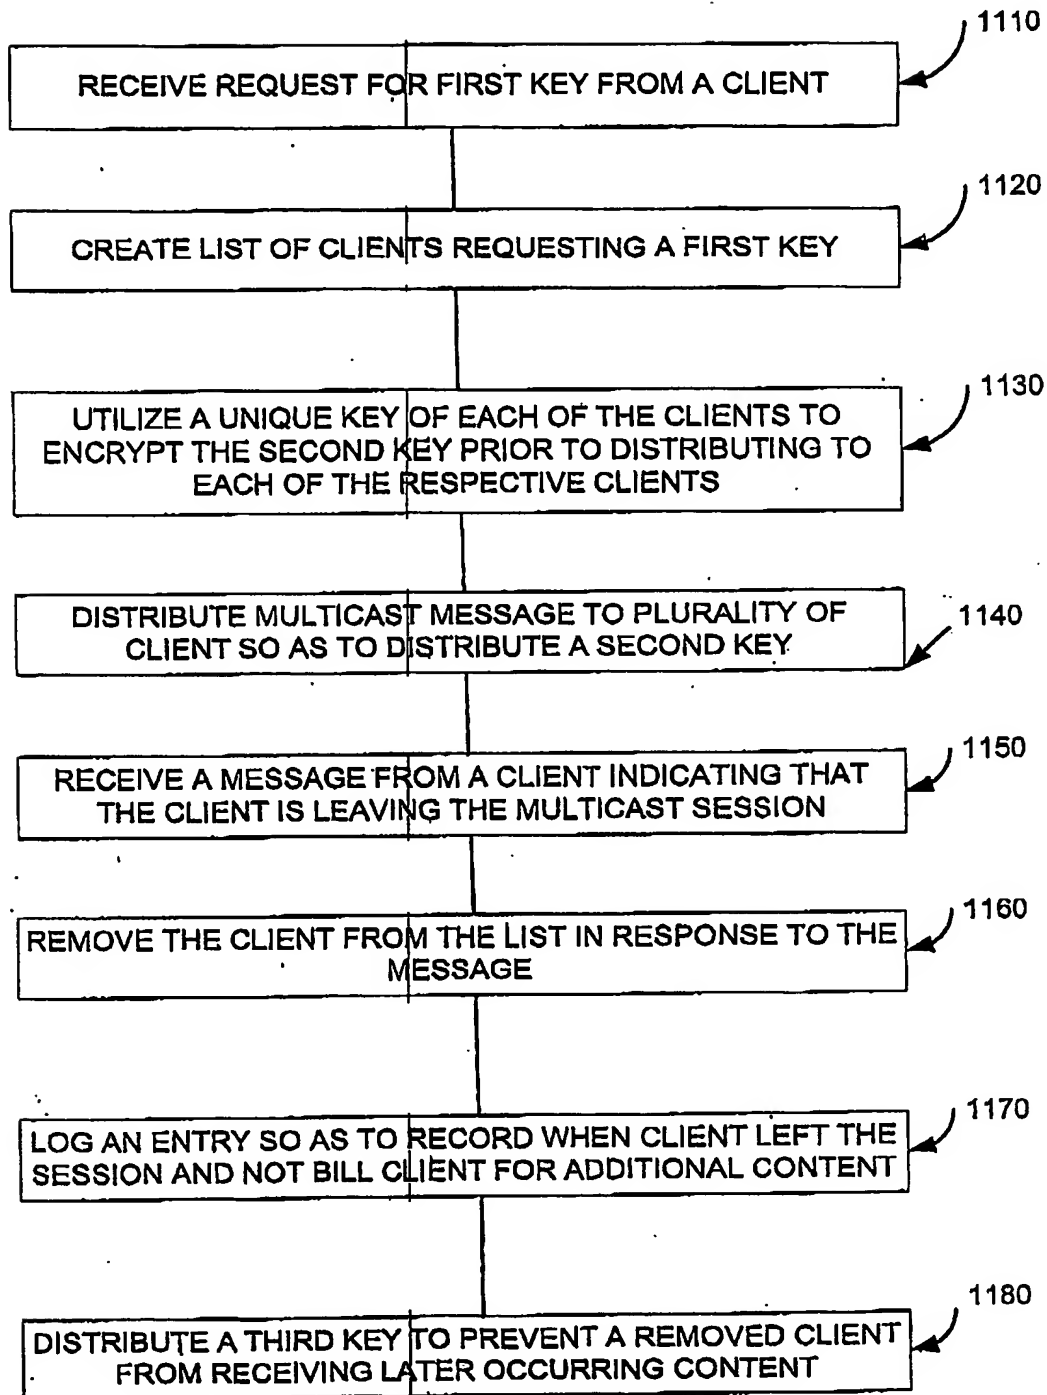 1110
RECEIVE REQUEST FOR FIRST KEY FROM A CLIENT
1120
CREATE LIST OF CLIENTS REQUESTING A FIRST KEY
1130
UTILIZE A UNIQUE KEY OF EACH OF THE CLIENTS TO
ENCRYPT THE SECOND KEY PRIOR TO DISTRIBUTING TO
EACH OF THE RESPECTIVE CLIENTS
DISTRIBUTE MULTICAST MESSAGE TO PLURALITY OF
CLIENT SO AS TO DISTRIBUTE A SECOND KEY
1140
1150
RECEIVE A MESSAGE FROM A CLIENT INDICATING THAT
THE CLIENT IS LEAVING THE MULTICAST SESSION
1160
REMOVE THE CLIENT FROM THE LIST IN RESPONSE TO THE
MESSAGE
1170
LOG AN ENTRY SO AS TO RECORD WHEN CLIENT LEFT THE
SESSION AND NOT BILL CLIENT FOR ADDITIONAL CONTENT
1180
DISTRIBUTE A THIRD KEY TO PREVENT A REMOVED CLIENT
FROM RECEIVING LATER OCCURRING CONTENT